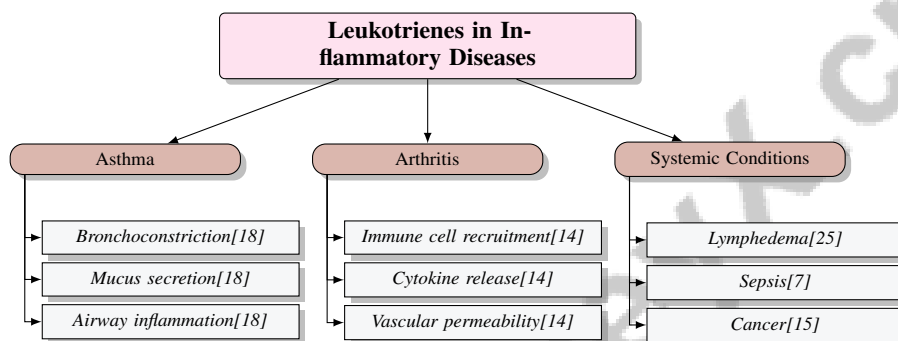 Leukotrienes in In-
flammatory Diseases
Asthma
Arthritis
Systemic Conditions
Bronchoconstriction[18]
Mucus secretion[18]
Airway inflammation[18]
Immune cell recruitment[14]
Cytokine release[14]
Vascular permeability[14]
Lymphedema[25]
Sepsis[7]
Cancer[15]